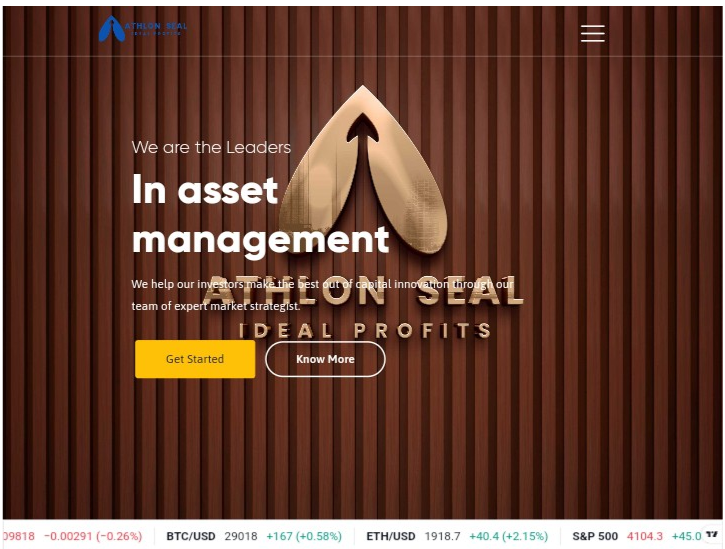 ATHLON SEAL
IDEAL PROFITS
We are the Leaders
In asset
management
We help our investors make the best out of capital innovation through our
team of expert market strategist.
ATHLON SEAL
IDEAL PROFITS
Get Started
Know More
09818 −0.00291 (−0.26%) BTC/USD 29018 +167 (+0.58%) ETH/USD 1918.7 +40.4 (+2.15%) S&P 500 4104.3 +45.0